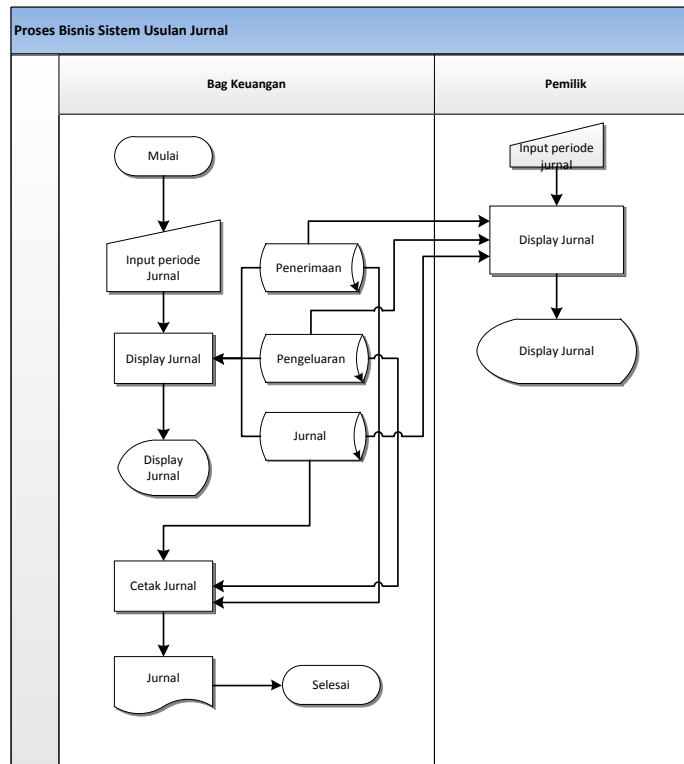 Proses Bisnis Sistem Usulan Jurnal
Bag Keuangan
Pemilik
Mulai
Input periode
Jurnal
Display Jurnal
Display
Jurnal
Penerimaan
Pengeluaran
Jurnal
Cetak Jurnal
Jurnal
Selesai
Input periode
jurnal
Display Jurnal
Display Jurnal